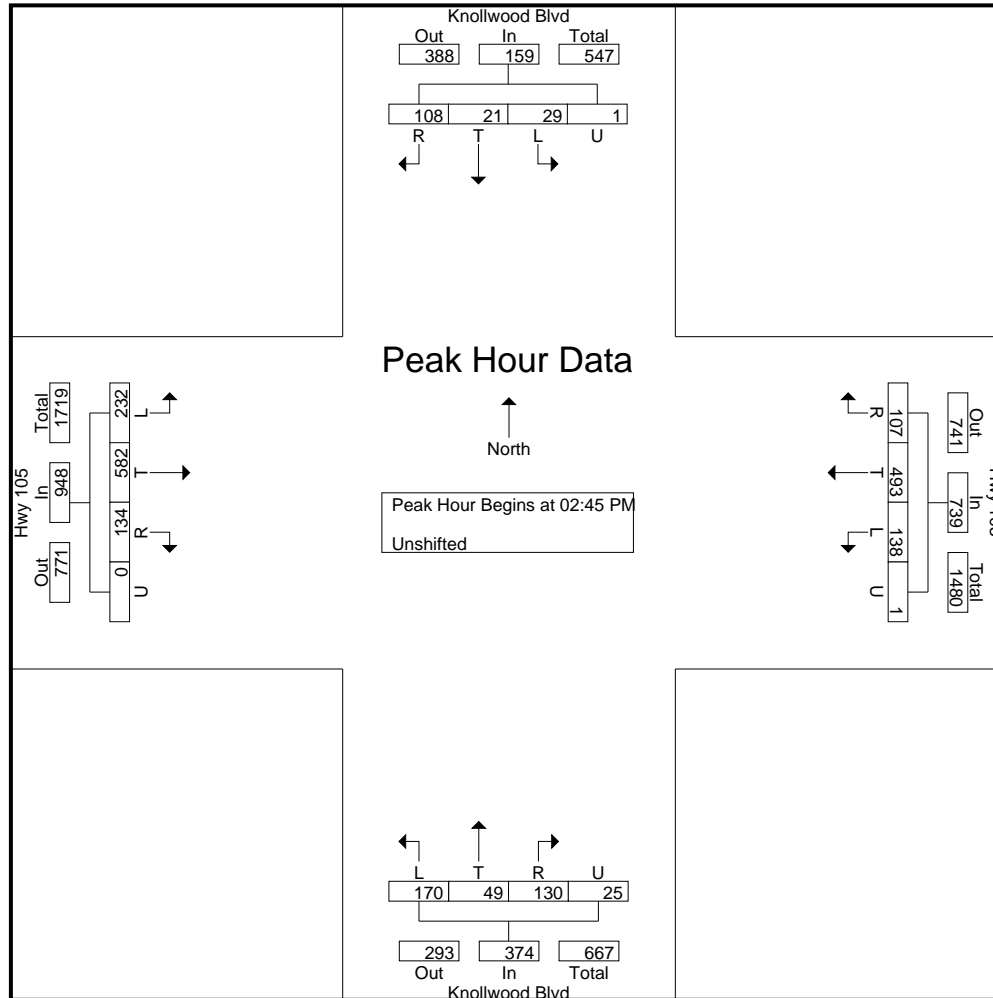 Knollwood Blvd
Out In Total
388 159 547
108 21 29 1
R T L U
Peak Hour Data
North
Peak Hour Begins at 02:45 PM
Unshifted
Hwy 105
Out In Total
771 948 1719
232 582 134 0
L T R U
Out In Total
741 739 1480
107 493 138 1
R T L U
L T R U
170 49 130 25
293 374 667
Out In Total
Knollwood Blvd